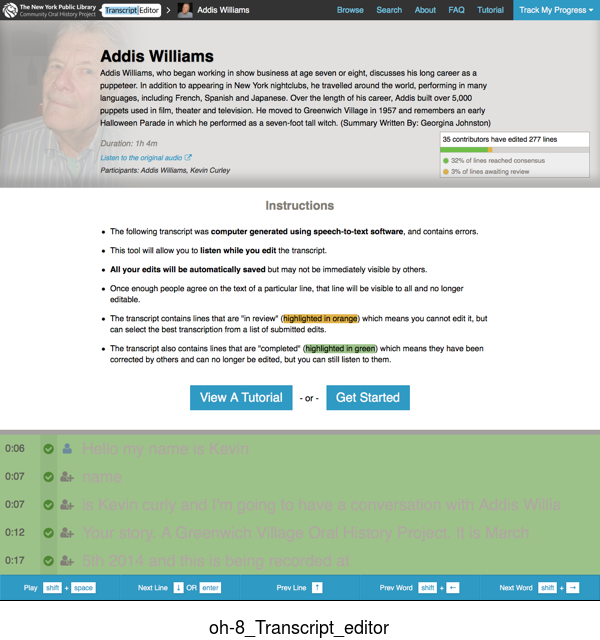 The New York Public Library
Community Oral History Project
Transcript Editor
Addis Williams
Browse Search About FAQ Tutorial Track My Progress
Addis Williams
Addis Williams, who began working in show business at age seven or eight, discusses his long career as a
puppeteer. In addition to appearing in New York nightclubs, he travelled around the world, performing in many
languages, including French, Spanish and Japanese. Over the length of his career, Addis built over 5,000
puppets used in film, theater and television. He moved to Greenwich Village in 1957 and remembers an early
Halloween Parade in which he performed as a seven-foot tall witch. (Summary Written By: Georgina Johnston)
Duration: 1h 4m
Listen to the original audio
Participants: Addis Williams, Kevin Curley
35 contributors have edited 277 lines
32% of lines reached consensus
3% of lines awaiting review
Instructions
The following transcript was computer generated using speech-to-text software, and contains errors.
This tool will allow you to listen while you edit the transcript.
All your edits will be automatically saved but may not be immediately visible by others.
Once enough people agree on the text of a particular line, that line will be visible to all and no longer
editable.
The transcript contains lines that are "in review" (highlighted in orange) which means you cannot edit it, but
can select the best transcription from a list of submitted edits.
The transcript also contains lines that are "completed" (highlighted in green) which means they have been
corrected by others and can no longer be edited, but you can still listen to them.
View A Tutorial - or - Get Started
0:06 Hello my name is Kevin
0:07 name
0:07 is Kevin curly and I'm going to have a conversation with Addis Willia
0:12 Your story. A Greenwich Village Oral History Project. It is March
0:17 5th 2014 and this is being recorded at
Play shift + space Next Line ↓ OR enter Prev Line ↑ Prev Word shift + ← Next Word shift + →
oh-8_Transcript_editor